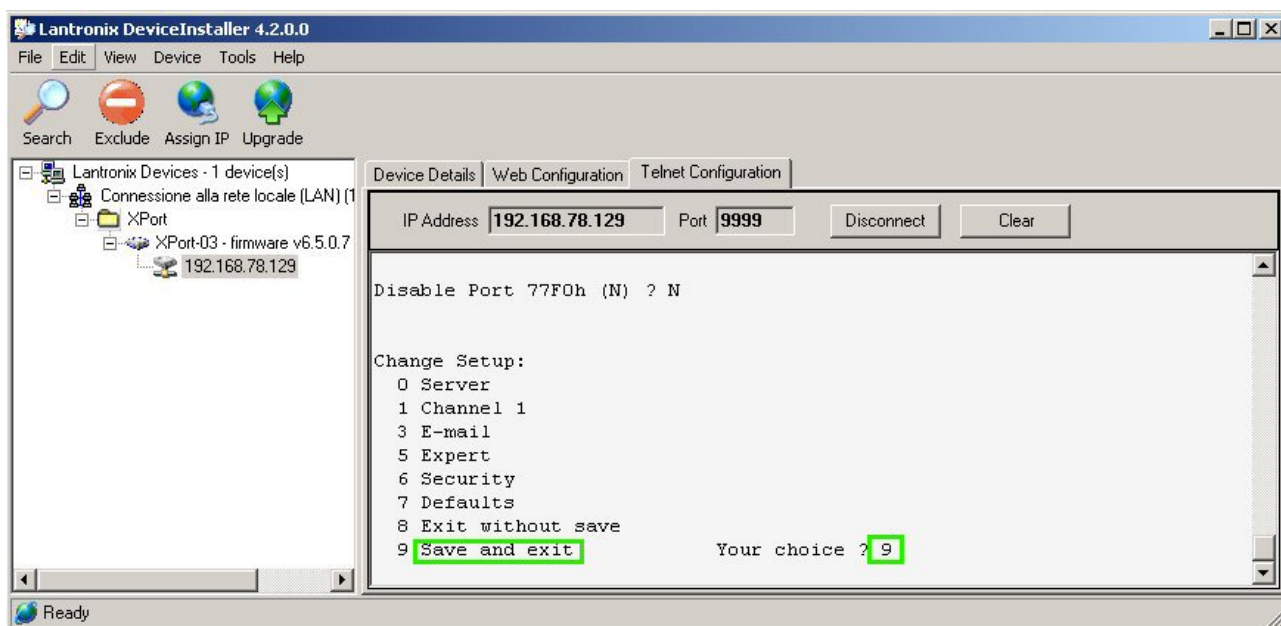 Lantronix DeviceInstaller 4.2.0.0
File Edit View Device Tools Help
Search Exclude Assign IP Upgrade
Lantronix Devices - 1 device(s)
Connessione alla rete locale (LAN) (1
XPort
XPort-03 - firmware v6.5.0.7
192.168.78.129
Device Details Web Configuration Telnet Configuration
IP Address 192.168.78.129 Port 9999 Disconnect Clear
Disable Port 77F0h (N) ? N
Change Setup:
0 Server
1 Channel 1
3 E-mail
5 Expert
6 Security
7 Defaults
8 Exit without save
9 Save and exit Your choice ? 9
Ready